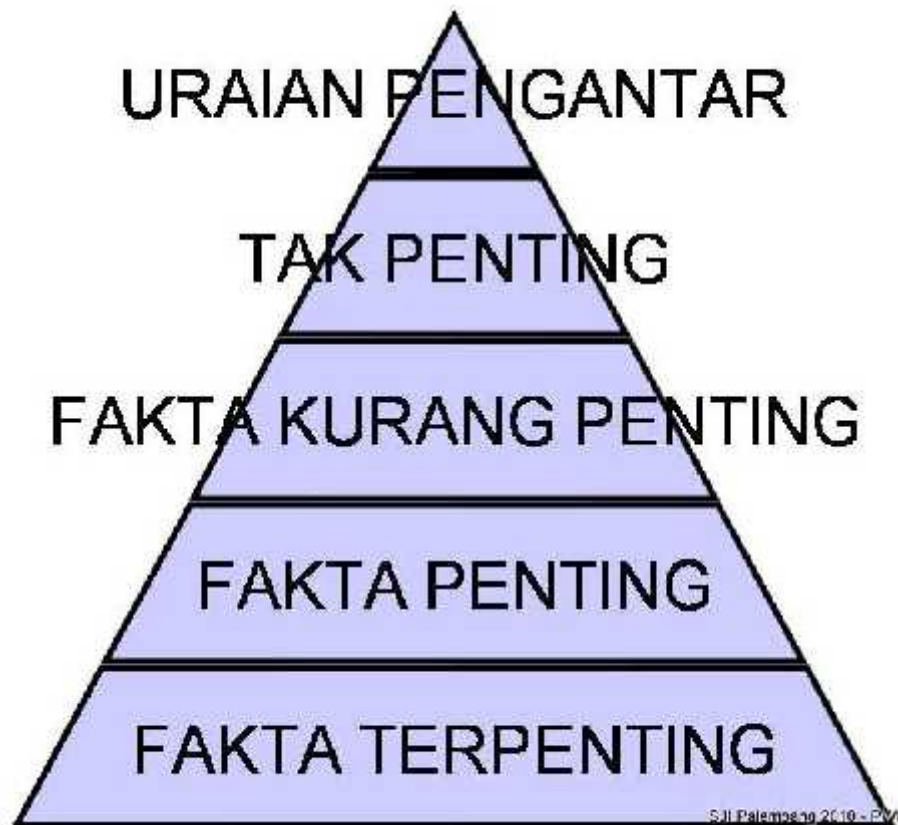 URAIAN PENGANTAR
TAK PENTING
FAKTA KURANG PENTING
FAKTA PENTING
FAKTA TERPENTING
SJI Palembang 2010 -